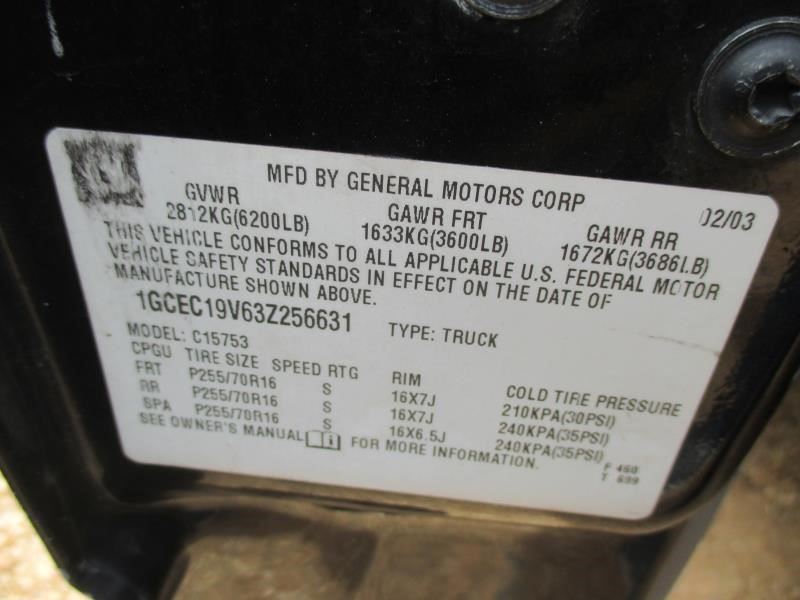 MFD BY GENERAL MOTORS CORP 02/03
GVWR GAWR FRT GAWR RR
2812KG(6200LB) 1633KG(3600LB) 1672KG(3686LB)
THIS VEHICLE CONFORMS TO ALL APPLICABLE U.S. FEDERAL MOTOR
VEHICLE SAFETY STANDARDS IN EFFECT ON THE DATE OF
MANUFACTURE SHOWN ABOVE.
1GCEC19V63Z256631 TYPE: TRUCK
MODEL: C15753
CPGU TIRE SIZE SPEED RTG RIM COLD TIRE PRESSURE
FRT P255/70R16 S 16X7J 210KPA(30PSI)
RR P255/70R16 S 16X7J 240KPA(35PSI)
SPA P255/70R16 S 16X6.5J 240KPA(35PSI)
SEE OWNER'S MANUAL FOR MORE INFORMATION.
F 460
T 699